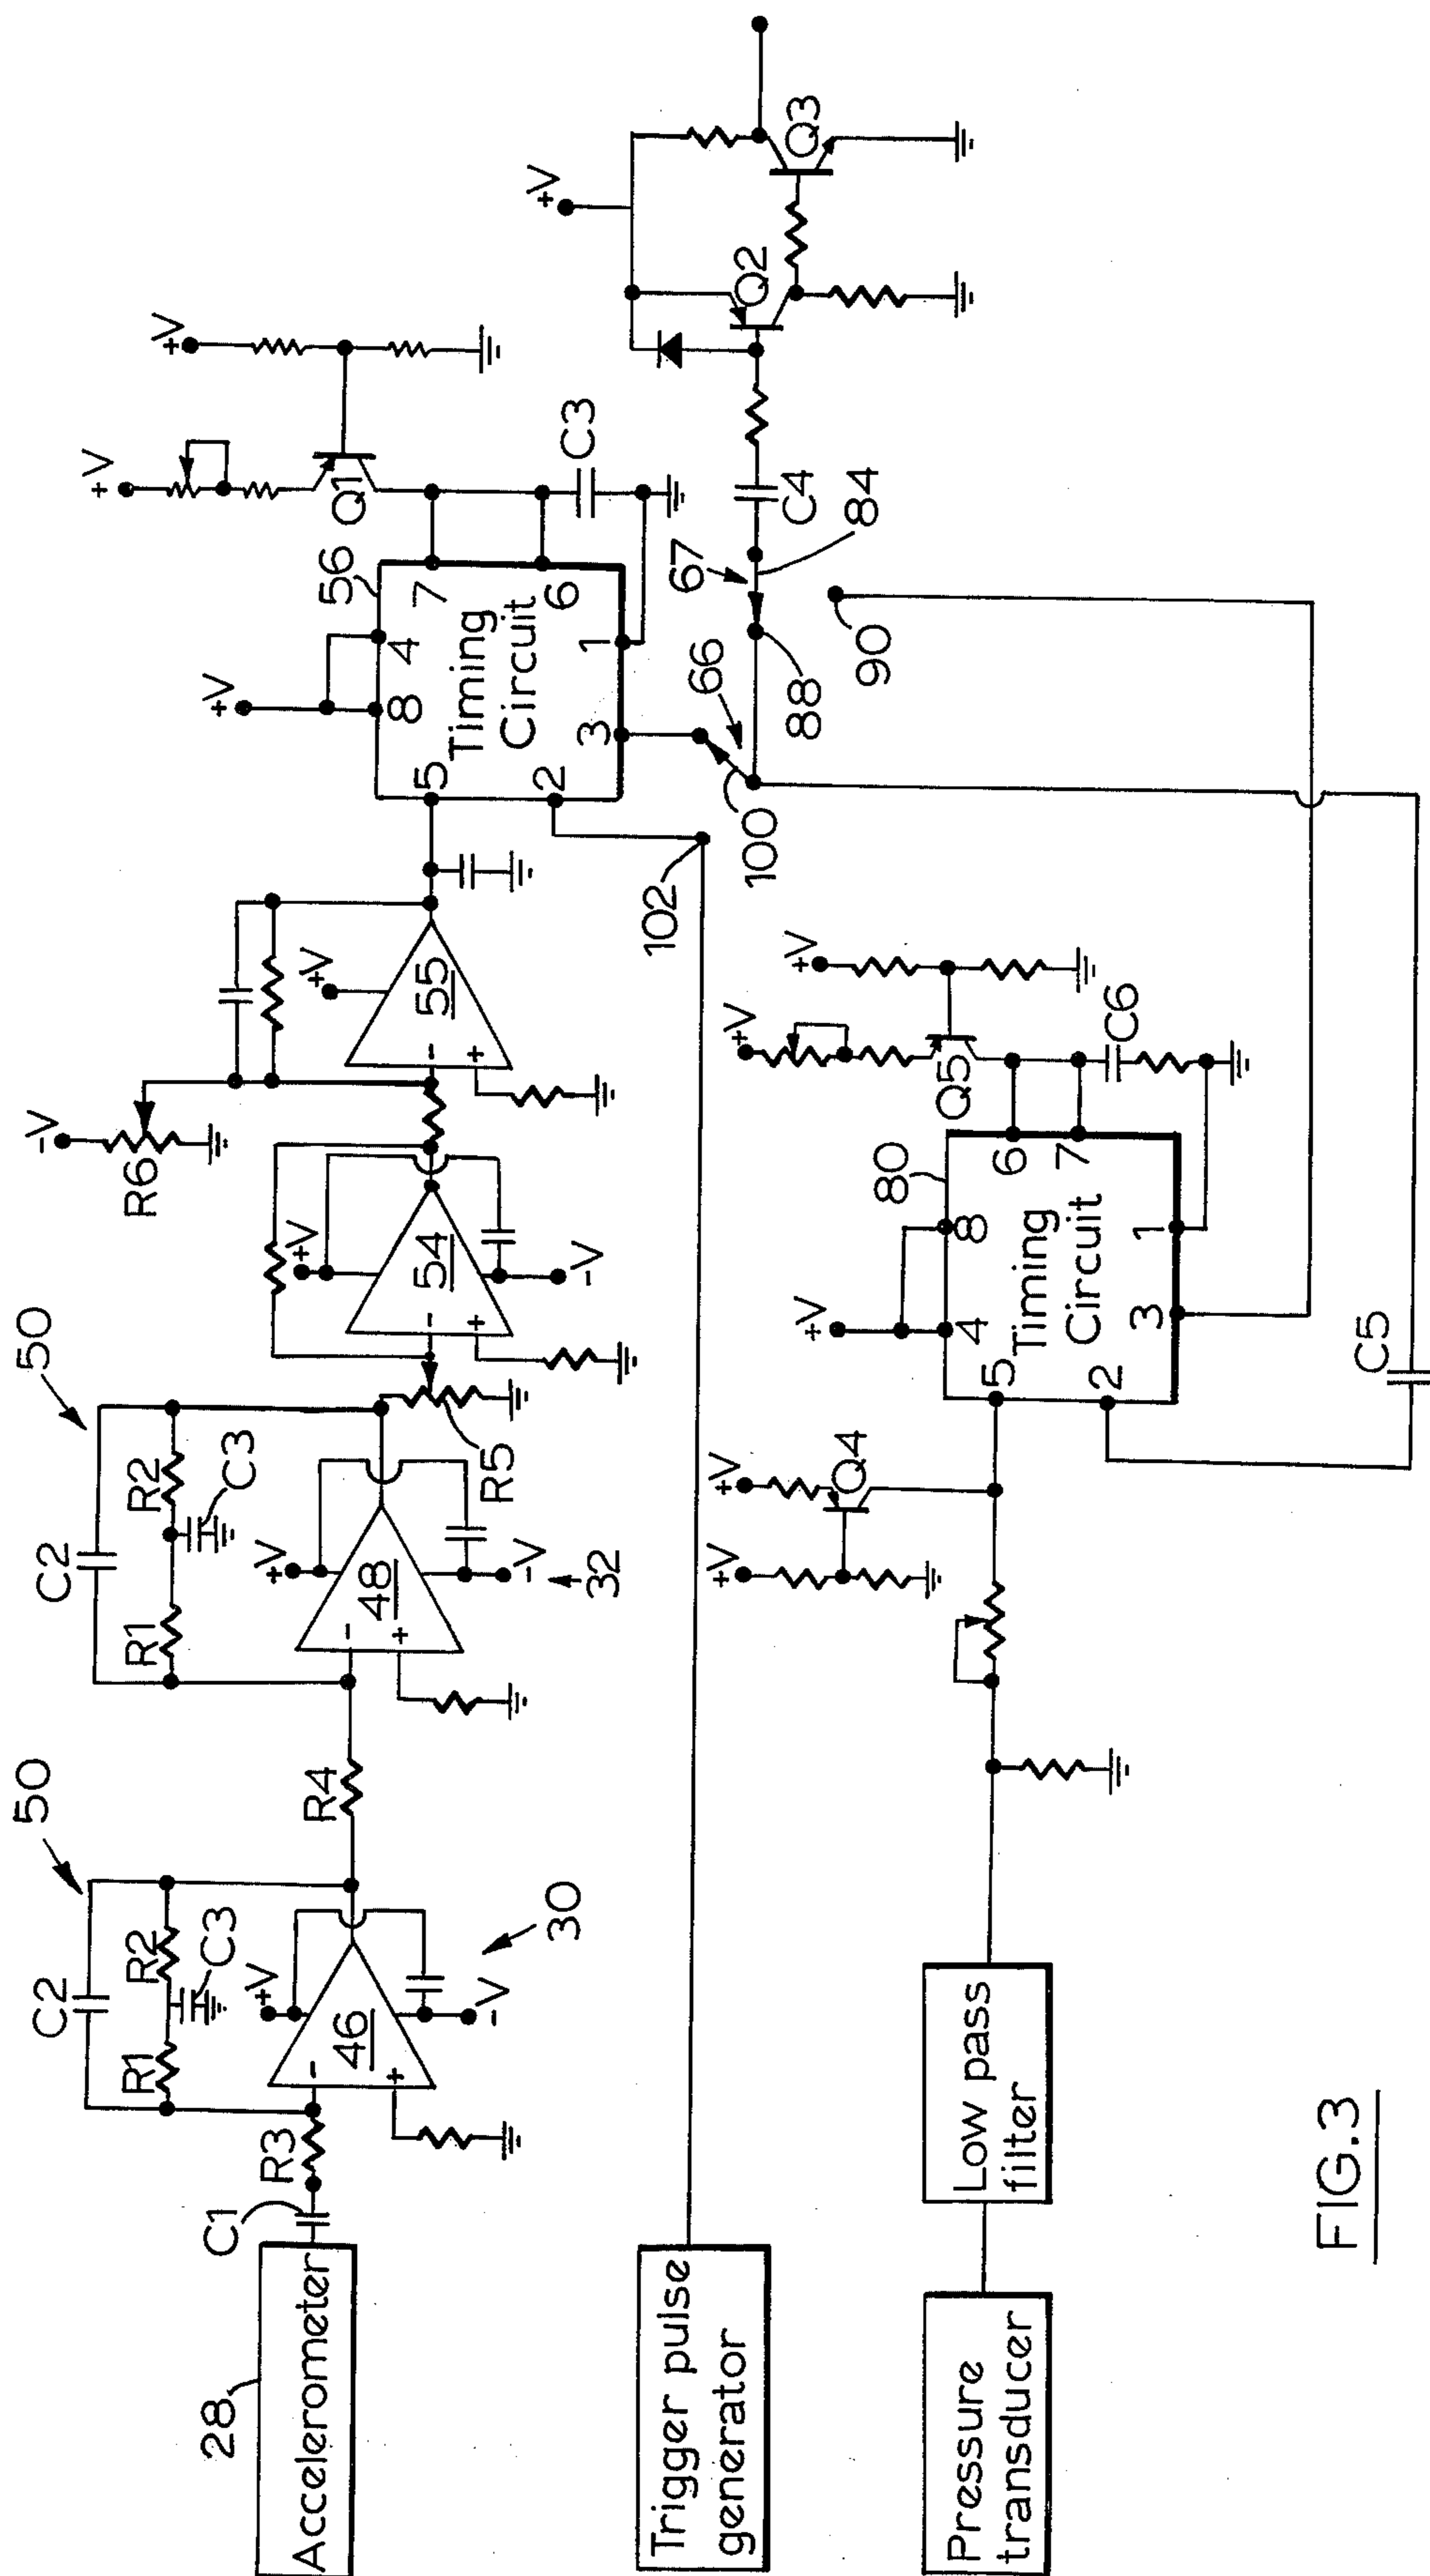 28
Accelerometer
C1
R3
C2
R1
R2
C3
50
+V
46
-
+
-V
30
R4
C2
R1
R2
C3
50
+V
48
-
+
-V
32
R5
+V
54
-
+
-V
-V
R6
+V
55
-
+
+V
5
8
4
56
7
Timing
Circuit
2
3
1
6
+V
Q1
+V
C3
Trigger pulse
generator
102
100
66
88
67
84
90
C4
+V
Q2
Q3
Pressure
transducer
Low pass
filter
+V
+V
Q4
+V
5
4
8
80
6
Timing
Circuit
7
2
3
1
+V
Q5
+V
C6
C5
FIG.3